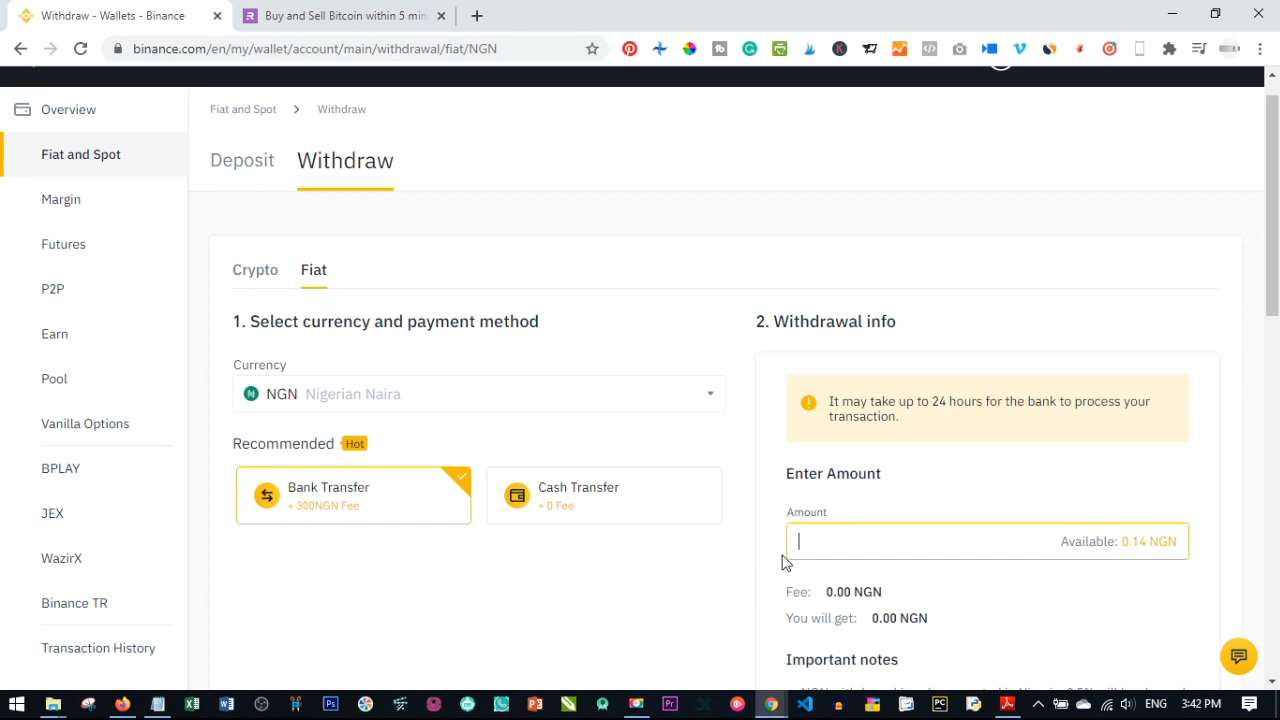 Withdraw - Wallets - Binance
Buy and Sell Bitcoin within 5 min
binance.com/en/my/wallet/account/main/withdrawal/fiat/NGN
Overview
Fiat and Spot
Margin
Futures
P2P
Earn
Pool
Vanilla Options
BPLAY
JEX
WazirX
Binance TR
Transaction History
Fiat and Spot > Withdraw
Deposit Withdraw
Crypto Fiat
1. Select currency and payment method
Currency
N NGN Nigerian Naira
Recommended Hot
Bank Transfer
+ 300NGN Fee
Cash Transfer
+ 0 Fee
2. Withdrawal info
It may take up to 24 hours for the bank to process your
transaction.
Enter Amount
Amount
Available: 0.14 NGN
Fee: 0.00 NGN
You will get: 0.00 NGN
Important notes
ENG 3:42 PM